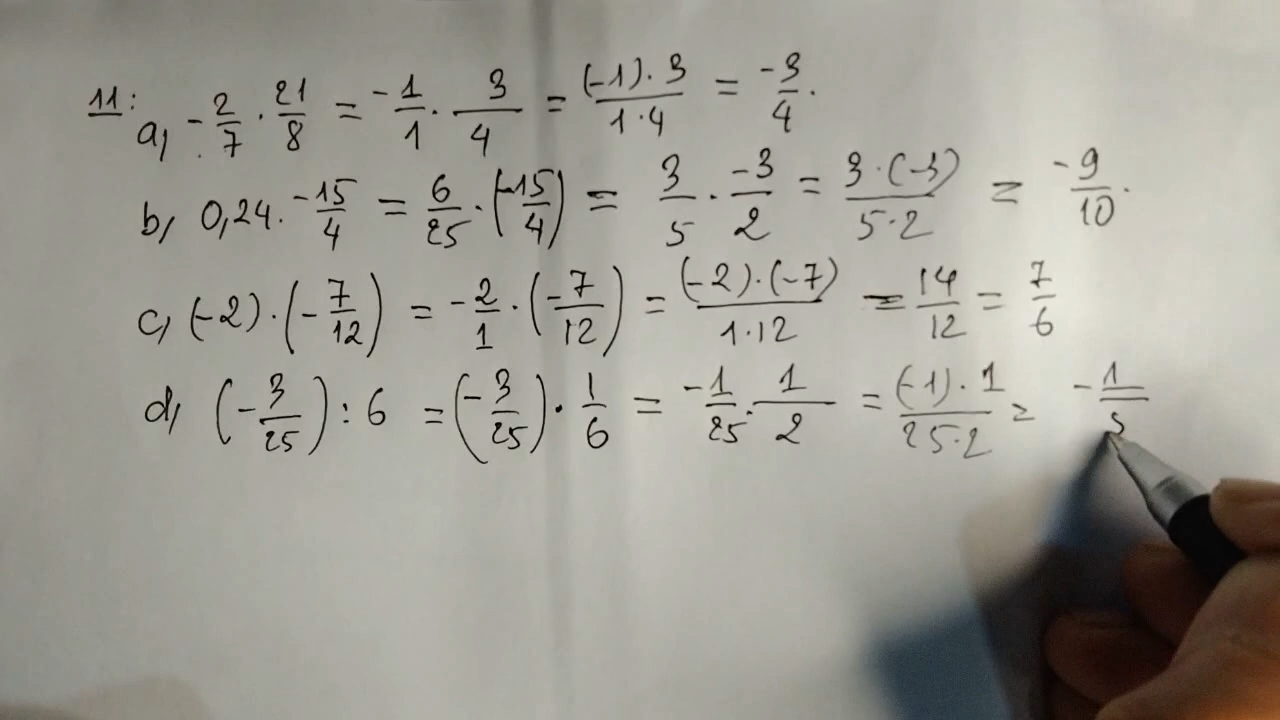 11:
a, -2/7 · 21/8 = -1/1 · 3/4 = (-1)·3/1·4 = -3/4.
b, 0,24. -15/4 = 6/25 · (-15/4) = 3/5 · -3/2 = 3·(-3)/5·2 = -9/10.
c, (-2)·(-7/12) = -2/1 · (-7/12) = (-2)·(-7)/1·12 = 14/12 = 7/6
d, (-3/25) : 6 = (-3/25) · 1/6 = -1/25 · 1/2 = (-1)·1/25·2 = -1/5